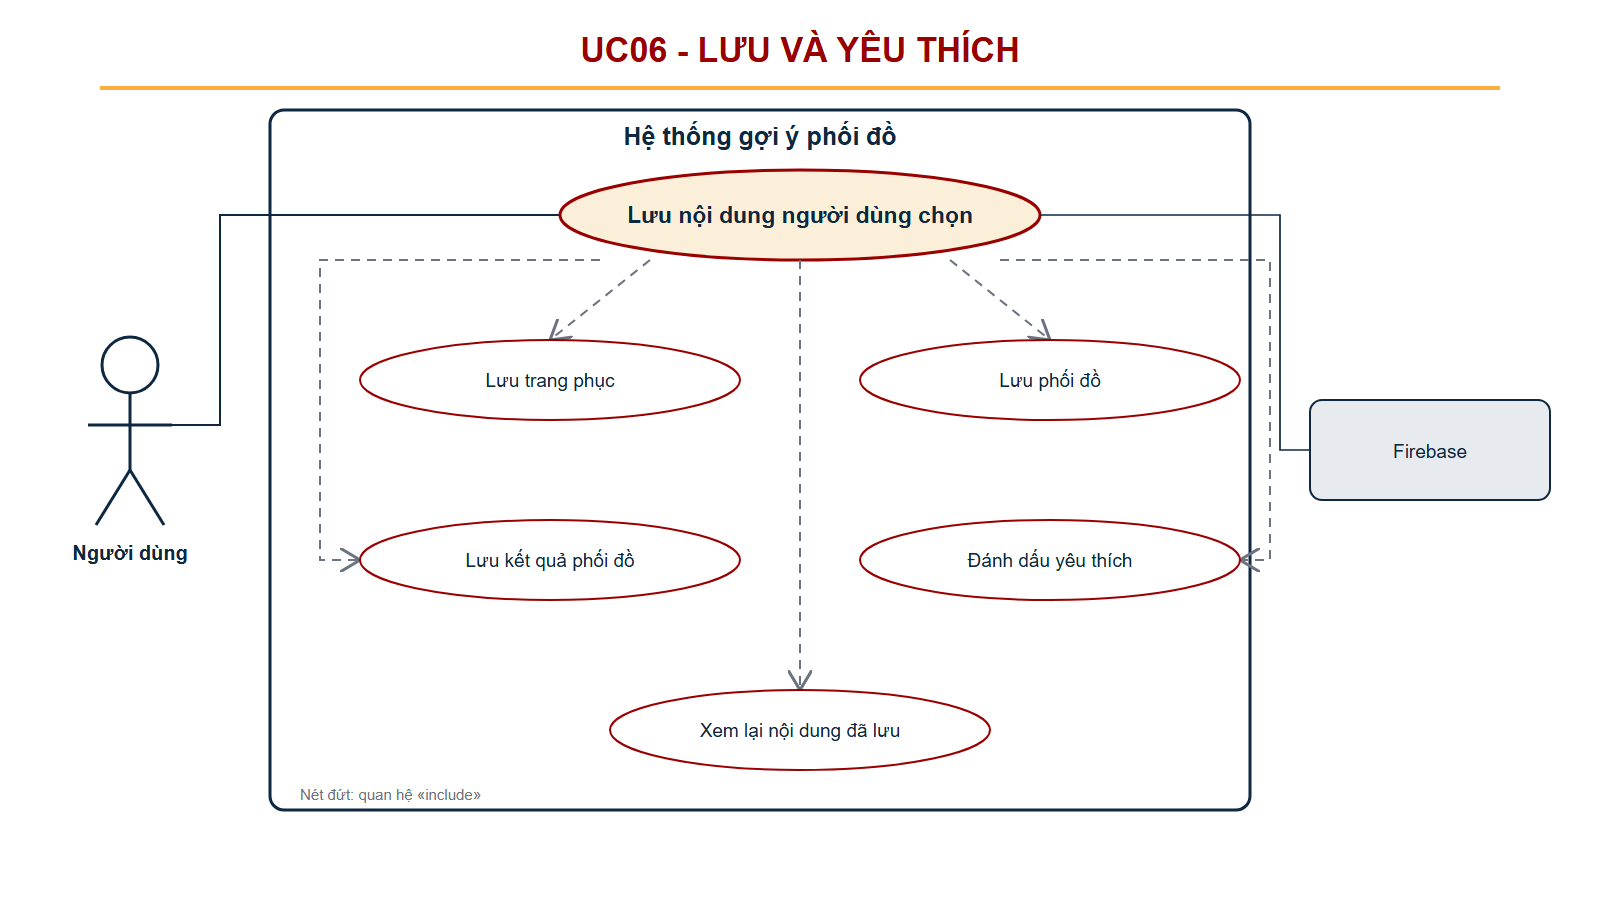 UC06 - LƯU VÀ YÊU THÍCH
Hệ thống gợi ý phối đồ
Lưu nội dung người dùng chọn
Lưu trang phục
Lưu phối đồ
Firebase
Người dùng
Lưu kết quả phối đồ
Đánh dấu yêu thích
Xem lại nội dung đã lưu
Nét đứt: quan hệ «include»